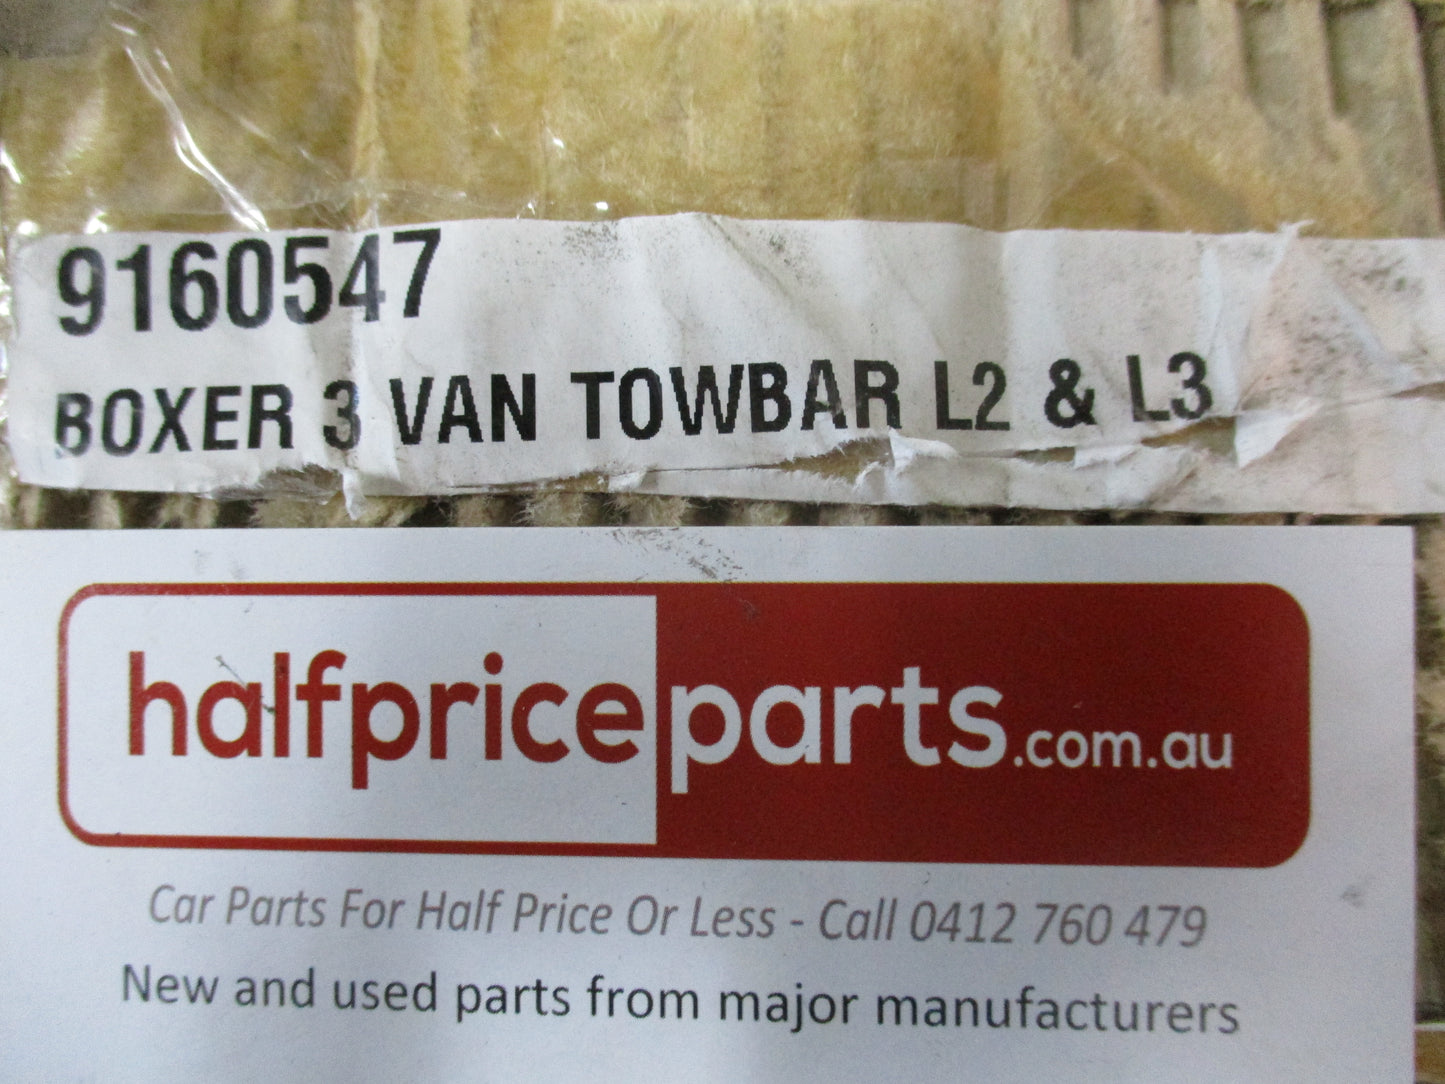 9160547
BOXER 3 VAN TOWBAR L2 & L3
halfpriceparts.com.au
Car Parts For Half Price Or Less - Call 0412 760 479
New and used parts from major manufacturers